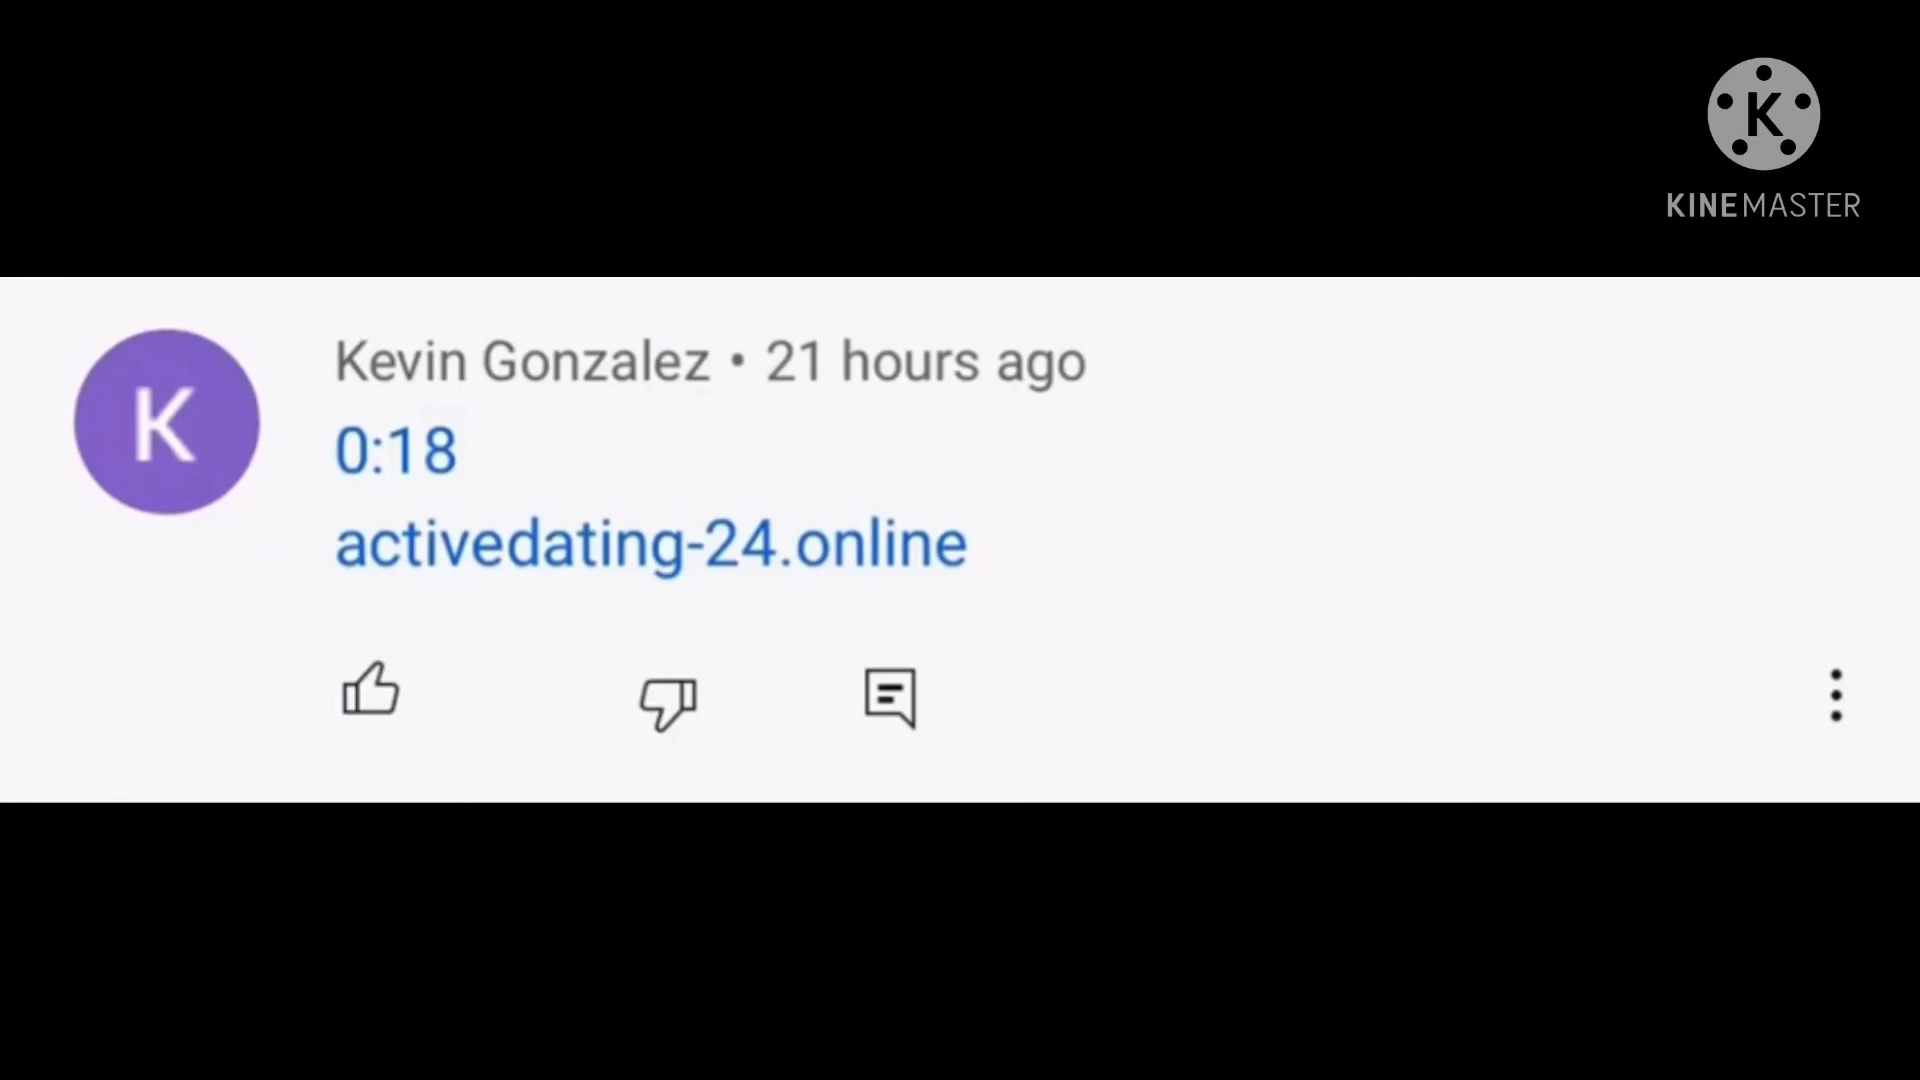 K
KINEMASTER
K
Kevin Gonzalez • 21 hours ago
0:18
activedating-24.online